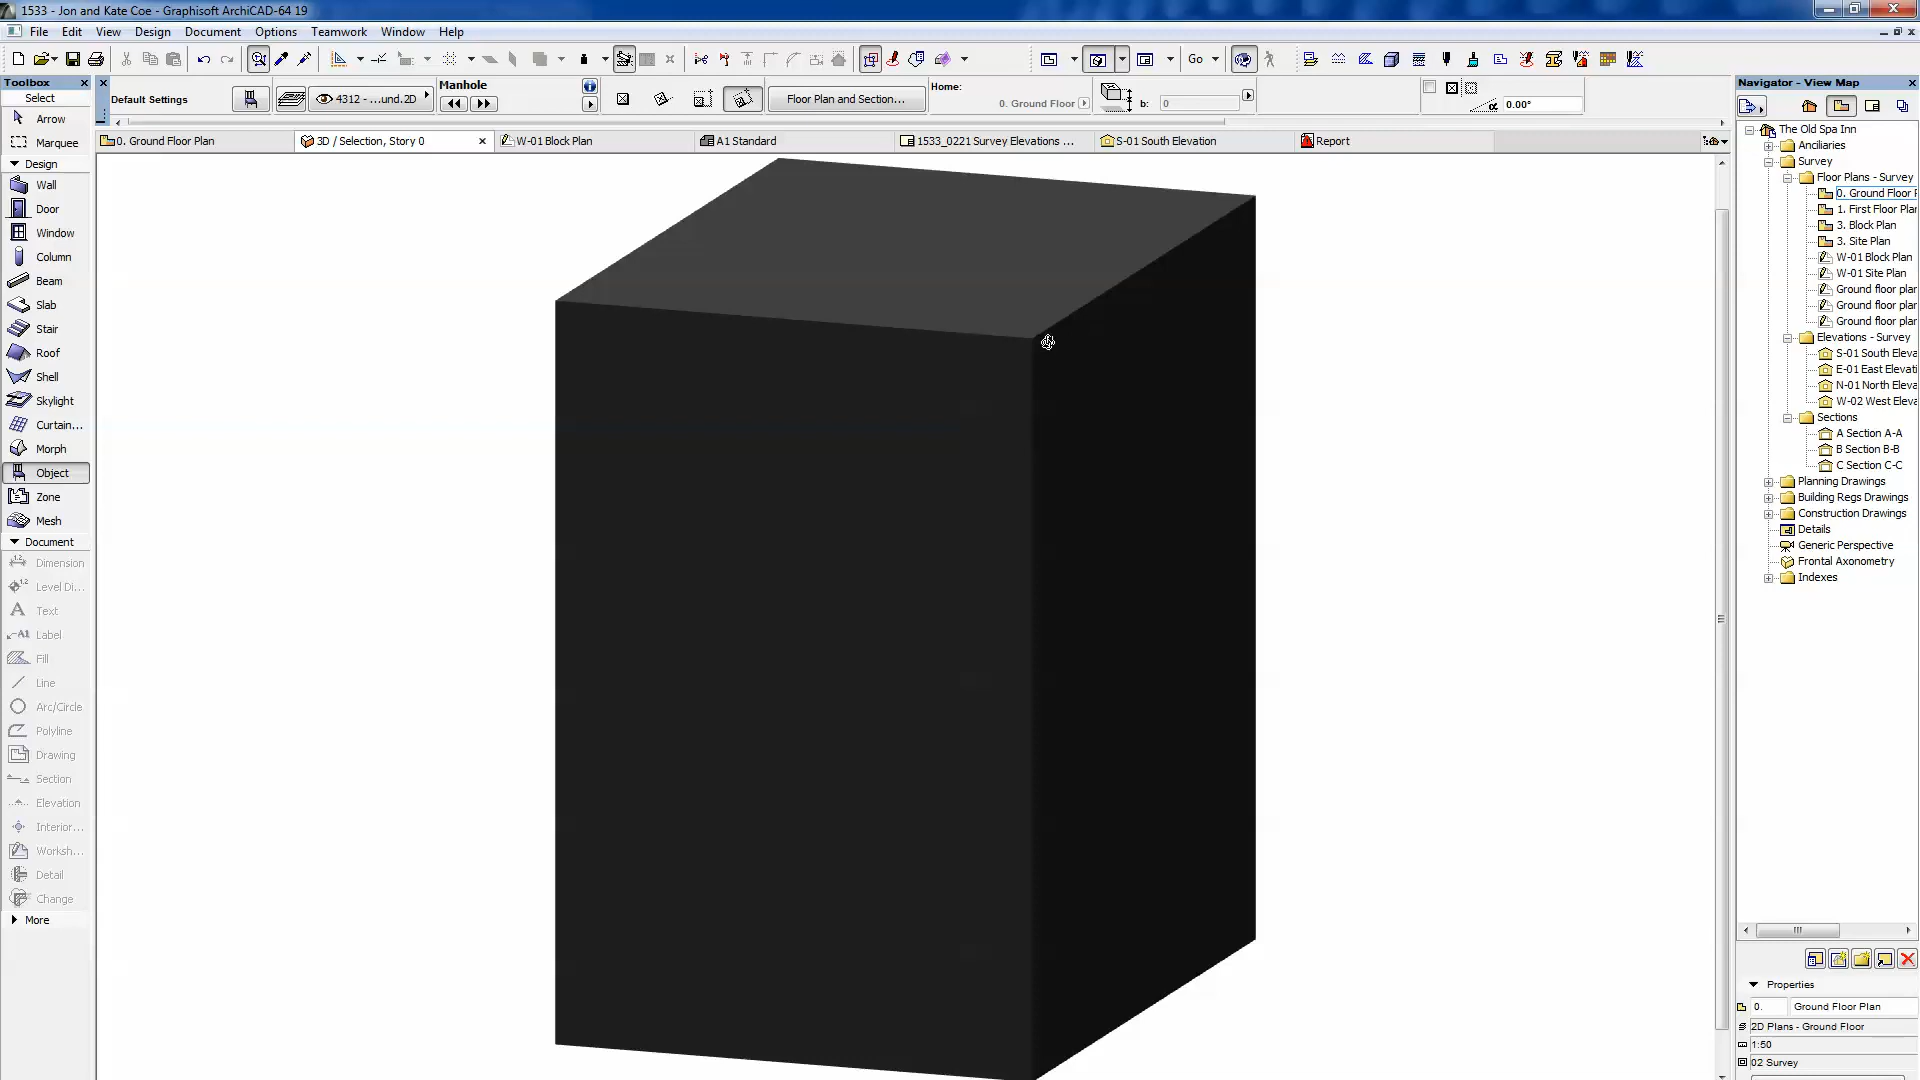 1533 - Jon and Kate Coe - Graphisoft ArchiCAD-64 19
File Edit View Design Document Options Teamwork Window Help
Go
Toolbox
Select
Arrow
Marquee
Design
Wall
Door
Window
Column
Beam
Slab
Stair
Roof
Shell
Skylight
Curtain...
Morph
Object
Zone
Mesh
Document
Dimension
Level Di...
Text
Label
Fill
Line
Arc/Circle
Polyline
Drawing
Section
Elevation
Interior...
Worksh...
Detail
Change
More
Default Settings
4312 - ...und.2D
Manhole
Floor Plan and Section...
Home:
0. Ground Floor
b: 0
α 0.00°
0. Ground Floor Plan
3D / Selection, Story 0
W-01 Block Plan
A1 Standard
1533_0221 Survey Elevations ...
S-01 South Elevation
Report
Navigator - View Map
The Old Spa Inn
Anciliaries
Survey
Floor Plans - Survey
0. Ground Floor P
1. First Floor Plan
3. Block Plan
3. Site Plan
W-01 Block Plan
W-01 Site Plan
Ground floor plan
Ground floor plan
Ground floor plan
Elevations - Survey
S-01 South Eleva
E-01 East Elevati
N-01 North Eleva
W-02 West Eleva
Sections
A Section A-A
B Section B-B
C Section C-C
Planning Drawings
Building Regs Drawings
Construction Drawings
Details
Generic Perspective
Frontal Axonometry
Indexes
Properties
0. Ground Floor Plan
2D Plans - Ground Floor
1:50
02 Survey